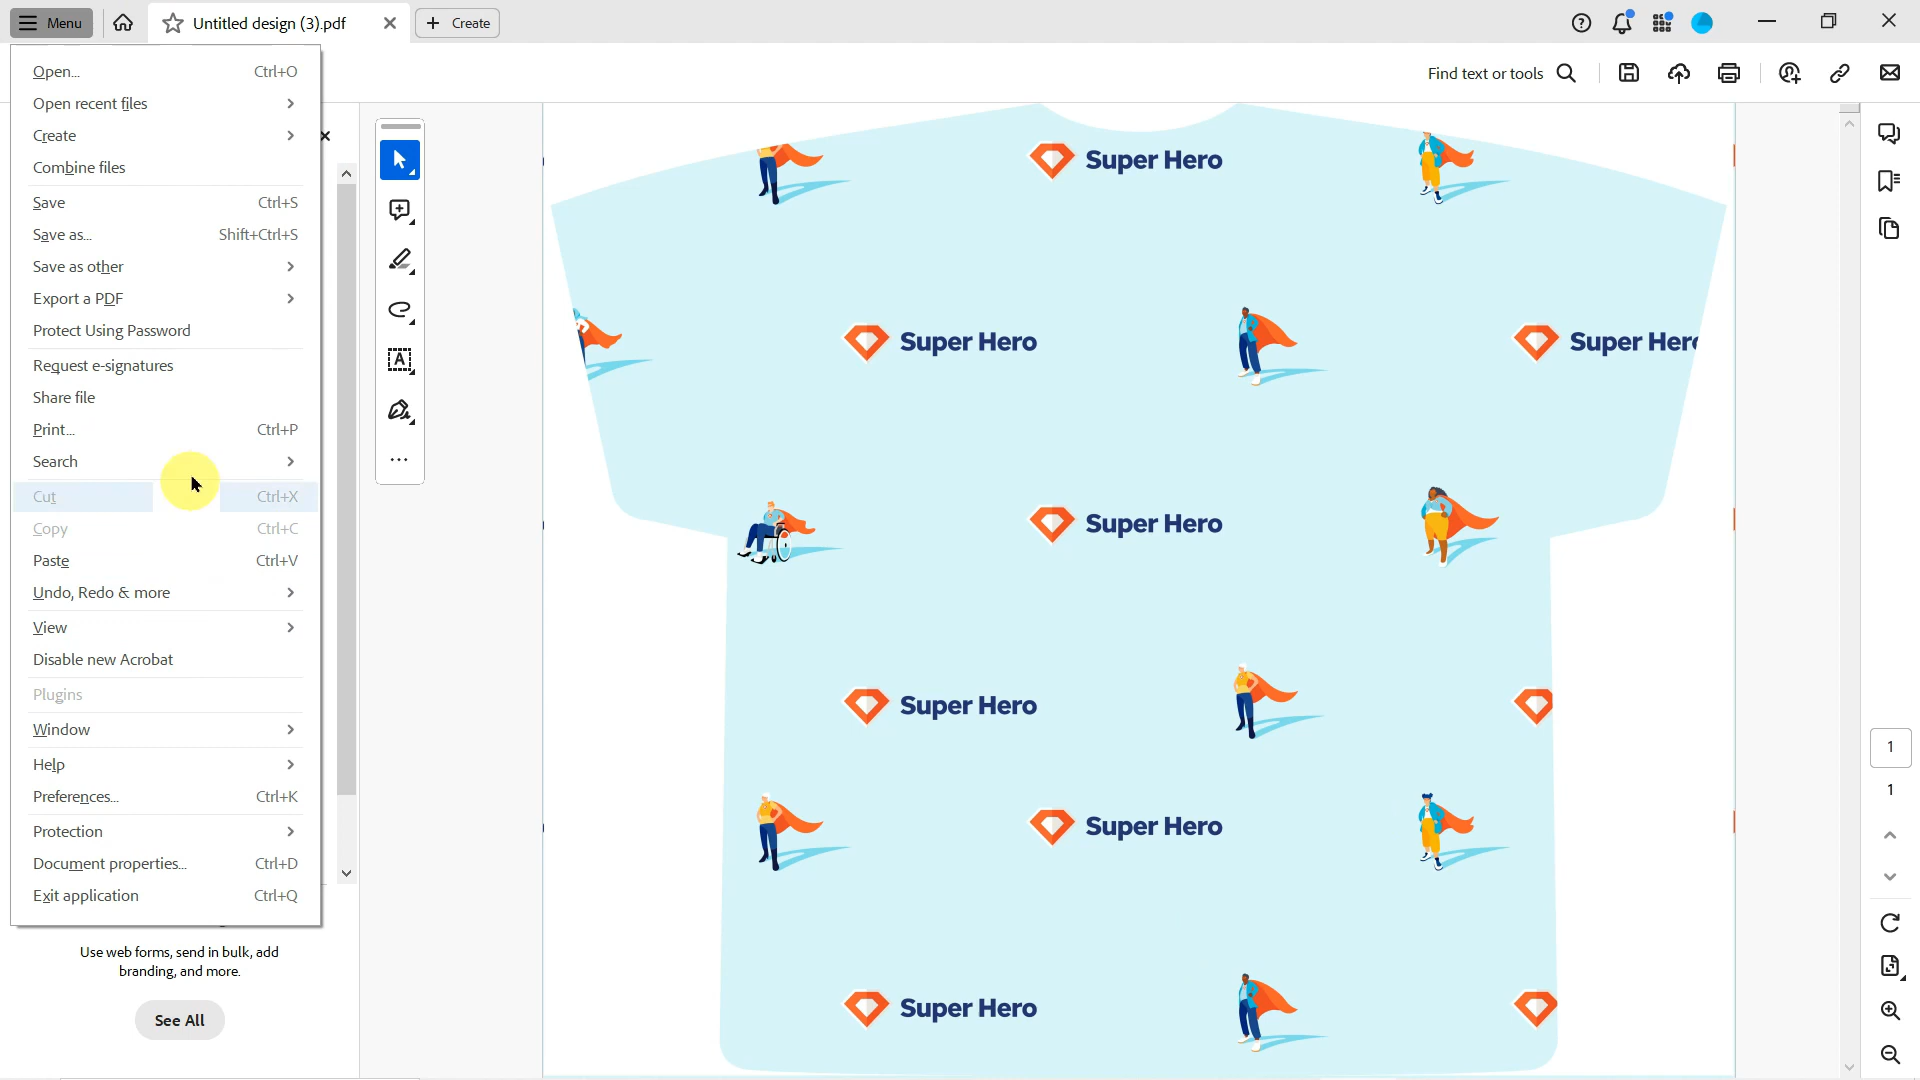 Menu
Untitled design (3).pdf
Create
Find text or tools
Open... Ctrl+O
Open recent files
Create
Combine files
Save Ctrl+S
Save as... Shift+Ctrl+S
Save as other
Export a PDF
Protect Using Password
Request e-signatures
Share file
Print... Ctrl+P
Search
Cut Ctrl+X
Copy Ctrl+C
Paste Ctrl+V
Undo, Redo & more
View
Disable new Acrobat
Plugins
Window
Help
Preferences... Ctrl+K
Protection
Document properties... Ctrl+D
Exit application Ctrl+Q
Use web forms, send in bulk, add
branding, and more.
See All
A
Super Hero
Super Hero
Super Hero
Super Hero
Super Hero
Super Hero
Super Hero
1
1